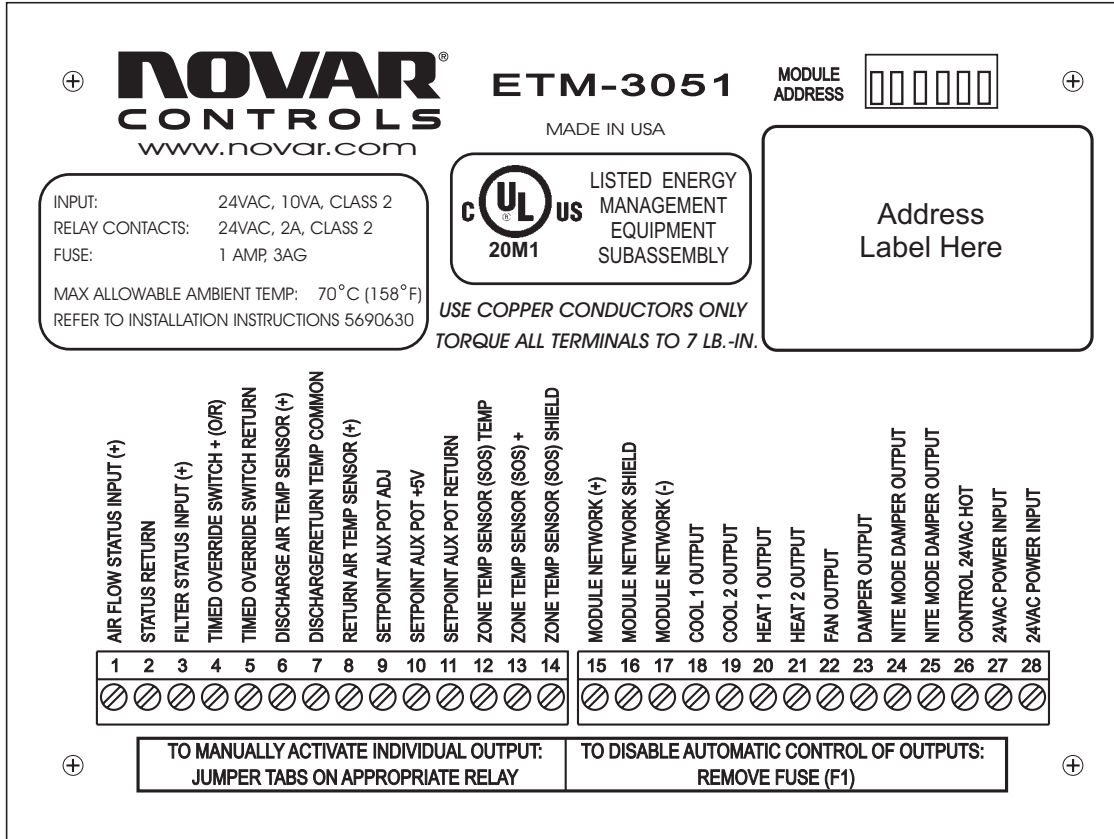 NOVAR®
CONTROLS
www.novar.com
ETM-3051
MADE IN USA
MODULE
ADDRESS
INPUT: 24VAC, 10VA, CLASS 2
RELAY CONTACTS: 24VAC, 2A, CLASS 2
FUSE: 1 AMP, 3AG
MAX ALLOWABLE AMBIENT TEMP: 70°C (158°F)
REFER TO INSTALLATION INSTRUCTIONS 5690630
C UL® US
20M1
LISTED ENERGY
MANAGEMENT
EQUIPMENT
SUBASSEMBLY
USE COPPER CONDUCTORS ONLY
TORQUE ALL TERMINALS TO 7 LB.-IN.
Address
Label Here
AIR FLOW STATUS INPUT (+)
STATUS RETURN
FILTER STATUS INPUT (+)
TIMED OVERRIDE SWITCH + (O/R)
TIMED OVERRIDE SWITCH RETURN
DISCHARGE AIR TEMP SENSOR (+)
DISCHARGE/RETURN TEMP COMMON
RETURN AIR TEMP SENSOR (+)
SETPOINT AUX POT ADJ
SETPOINT AUX POT +5V
SETPOINT AUX POT RETURN
ZONE TEMP SENSOR (SOS) TEMP
ZONE TEMP SENSOR (SOS) +
ZONE TEMP SENSOR (SOS) SHIELD
MODULE NETWORK (+)
MODULE NETWORK SHIELD
MODULE NETWORK (-)
COOL 1 OUTPUT
COOL 2 OUTPUT
HEAT 1 OUTPUT
HEAT 2 OUTPUT
FAN OUTPUT
DAMPER OUTPUT
NITE MODE DAMPER OUTPUT
NITE MODE DAMPER OUTPUT
CONTROL 24VAC HOT
24VAC POWER INPUT
24VAC POWER INPUT
1 2 3 4 5 6 7 8 9 10 11 12 13 14
15 16 17 18 19 20 21 22 23 24 25 26 27 28
TO MANUALLY ACTIVATE INDIVIDUAL OUTPUT:
JUMPER TABS ON APPROPRIATE RELAY
TO DISABLE AUTOMATIC CONTROL OF OUTPUTS:
REMOVE FUSE (F1)